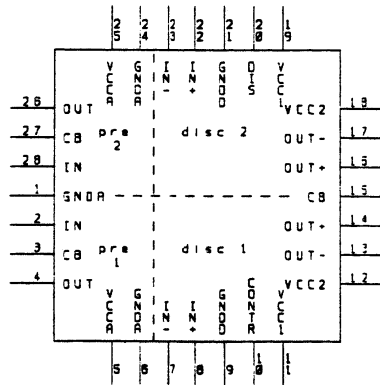 25 24 23 22 21 20 19
VCCA GNDA IN- IN+ GNDD DIS VCC1
26 OUT VCC2 18
27 CB pre 2 disc 2 OUT- 17
28 IN OUT+ 16
1 GNDA CB 15
2 IN OUT+ 14
3 CB pre 1 disc 1 OUT- 13
4 OUT VCC2 12
VCCA GNDA IN- IN+ GNDD CONTR VCC1
5 6 7 8 9 10 11